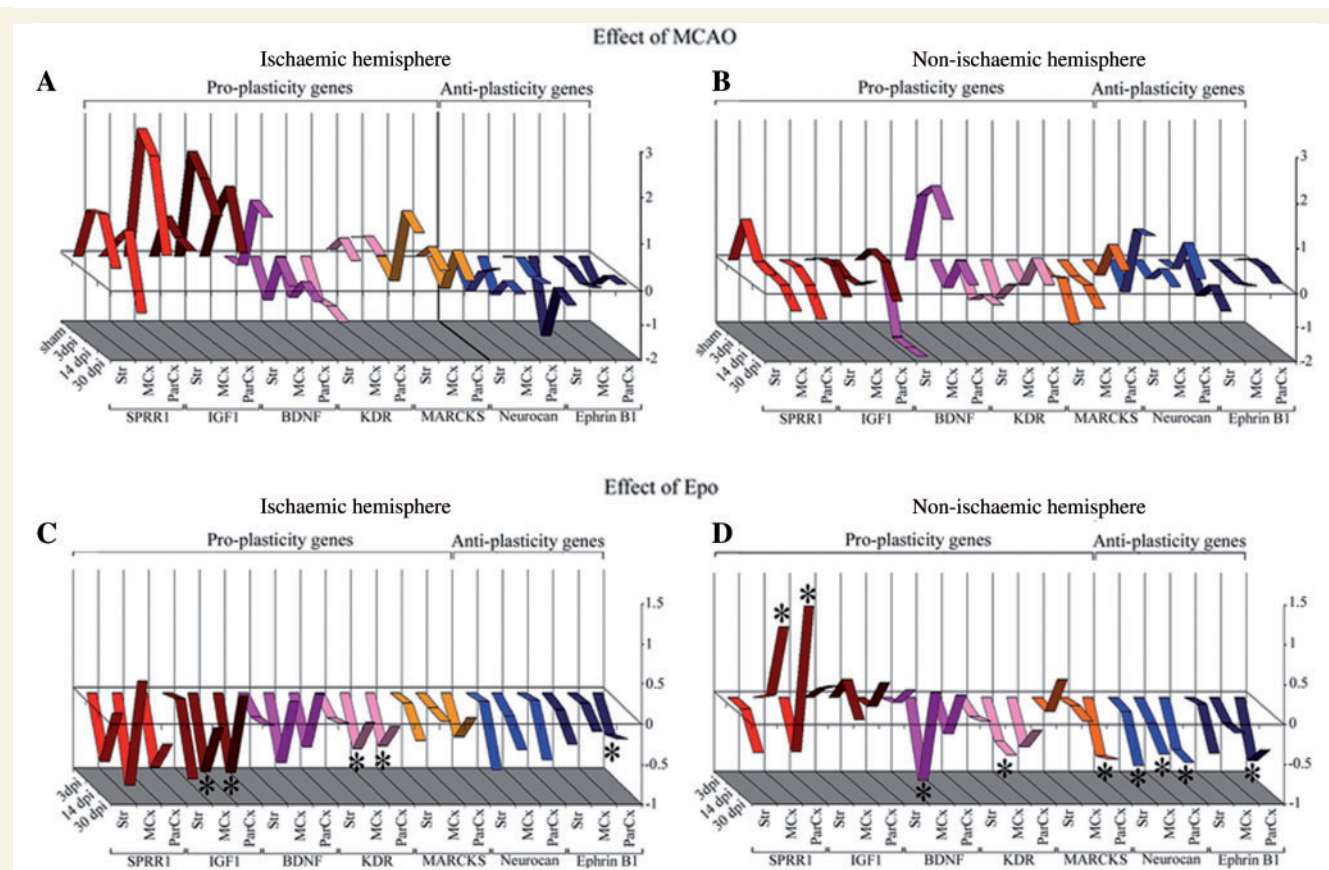 Effect of MCAO
A
Ischaemic hemisphere
Pro-plasticity genes
Anti-plasticity genes
3
2
1
0
-1
-2
sham
3dpi
14 dpi
30 dpi
Str
MCx
ParCx
Str
MCx
ParCx
Str
MCx
ParCx
Str
MCx
ParCx
Str
MCx
ParCx
Str
MCx
ParCx
Str
MCx
ParCx
SPRR1 IGF1 BDNF KDR MARCKS Neurocan Ephrin B1
B
Non-ischaemic hemisphere
Pro-plasticity genes
Anti-plasticity genes
3
2
1
0
-1
-2
sham
3dpi
14 dpi
30 dpi
Str
MCx
ParCx
Str
MCx
ParCx
Str
MCx
ParCx
Str
MCx
ParCx
Str
MCx
ParCx
Str
MCx
ParCx
Str
MCx
ParCx
SPRR1 IGF1 BDNF KDR MARCKS Neurocan Ephrin B1
Effect of Epo
C
Ischaemic hemisphere
Pro-plasticity genes
Anti-plasticity genes
1.5
1
0.5
0
-0.5
-1
3dpi
14 dpi
30 dpi
* * * * *
Str
MCx
ParCx
Str
MCx
ParCx
Str
MCx
ParCx
Str
MCx
ParCx
Str
MCx
ParCx
Str
MCx
ParCx
Str
MCx
ParCx
SPRR1 IGF1 BDNF KDR MARCKS Neurocan Ephrin B1
D
Non-ischaemic hemisphere
Pro-plasticity genes
Anti-plasticity genes
1.5
1
0.5
0
-0.5
-1
3dpi
14 dpi
30 dpi
* * * * * * * * *
Str
MCx
ParCx
Str
MCx
ParCx
Str
MCx
ParCx
Str
MCx
ParCx
Str
MCx
ParCx
Str
MCx
ParCx
Str
MCx
ParCx
SPRR1 IGF1 BDNF KDR MARCKS Neurocan Ephrin B1